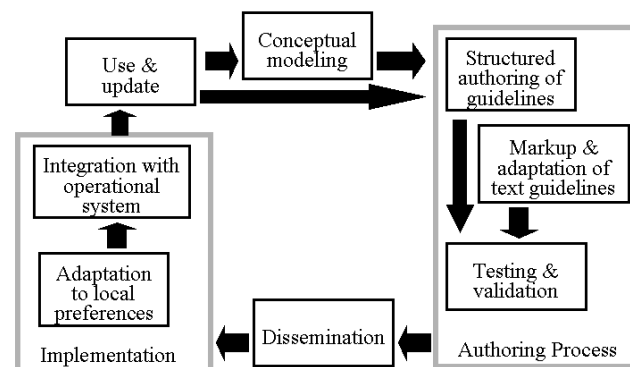 Use &
update
Conceptual
modeling
Structured
authoring of
guidelines
Markup &
adaptation of
text guidelines
Testing &
validation
Authoring Process
Dissemination
Integration with
operational
system
Adaptation
to local
preferences
Implementation